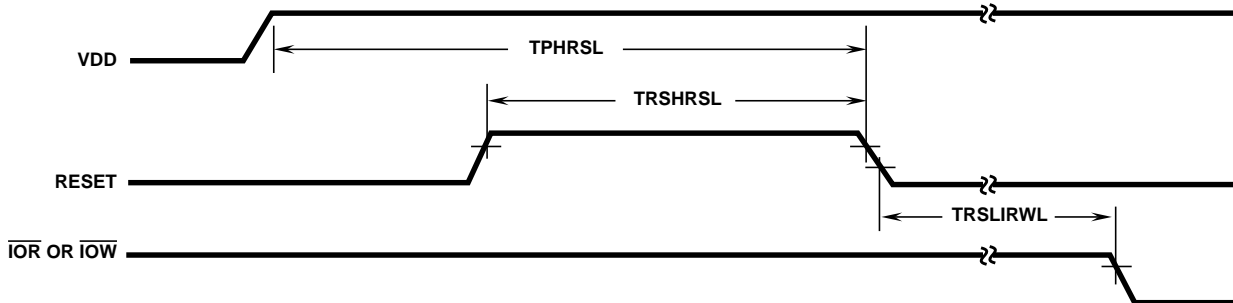 TPHRSL
VDD
TRSHRSL
RESET
TRSLIRWL
IOR OR IOW